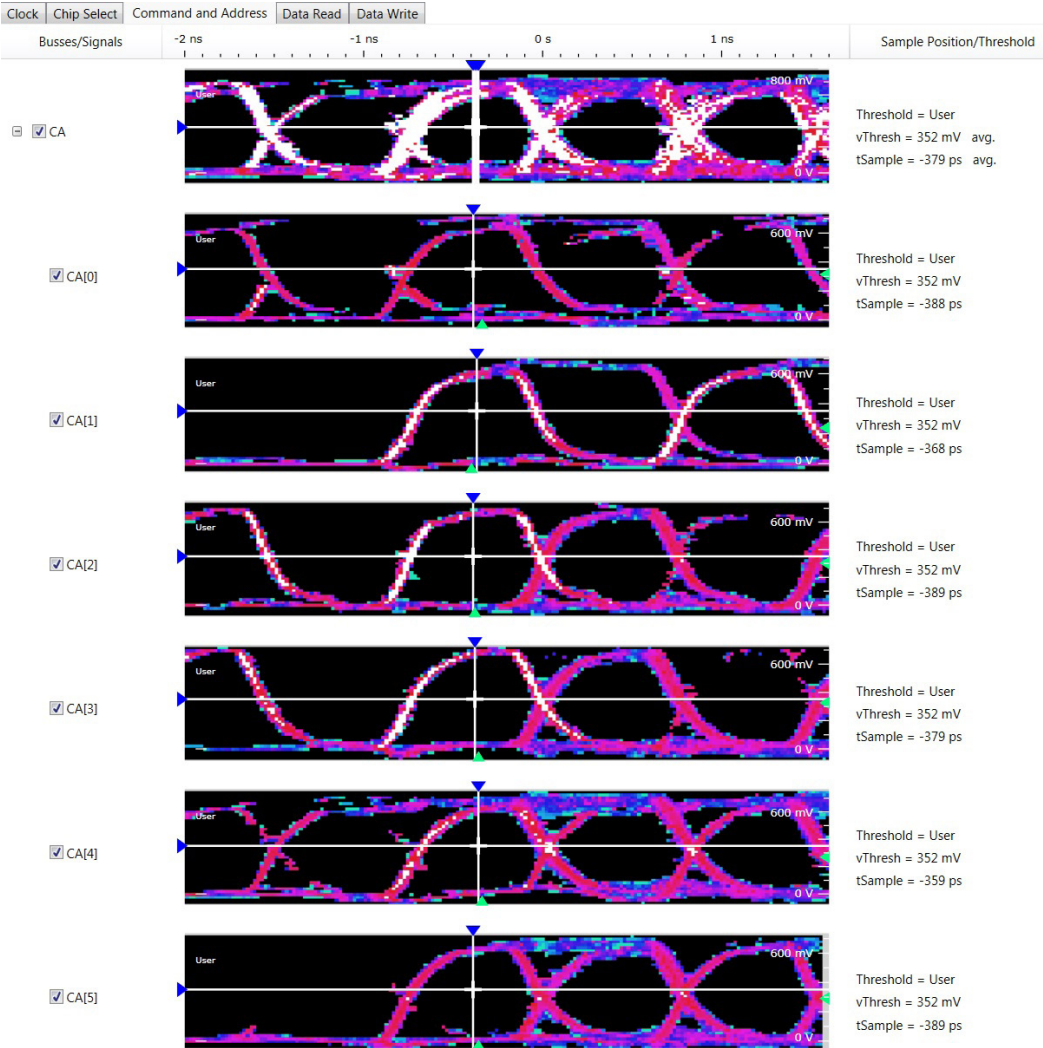 Clock Chip Select Command and Address Data Read Data Write
Busses/Signals -2 ns -1 ns 0 s 1 ns Sample Position/Threshold
User 800 mV
CA
Threshold = User
vThresh = 352 mV avg.
tSample = -379 ps avg.
0 V
User 600 mV
CA[0]
Threshold = User
vThresh = 352 mV
tSample = -388 ps
0 V
User 600 mV
CA[1]
Threshold = User
vThresh = 352 mV
tSample = -368 ps
0 V
User 600 mV
CA[2]
Threshold = User
vThresh = 352 mV
tSample = -389 ps
0 V
User 600 mV
CA[3]
Threshold = User
vThresh = 352 mV
tSample = -379 ps
0 V
User 600 mV
CA[4]
Threshold = User
vThresh = 352 mV
tSample = -359 ps
0 V
User 600 mV
CA[5]
Threshold = User
vThresh = 352 mV
tSample = -389 ps
0 V